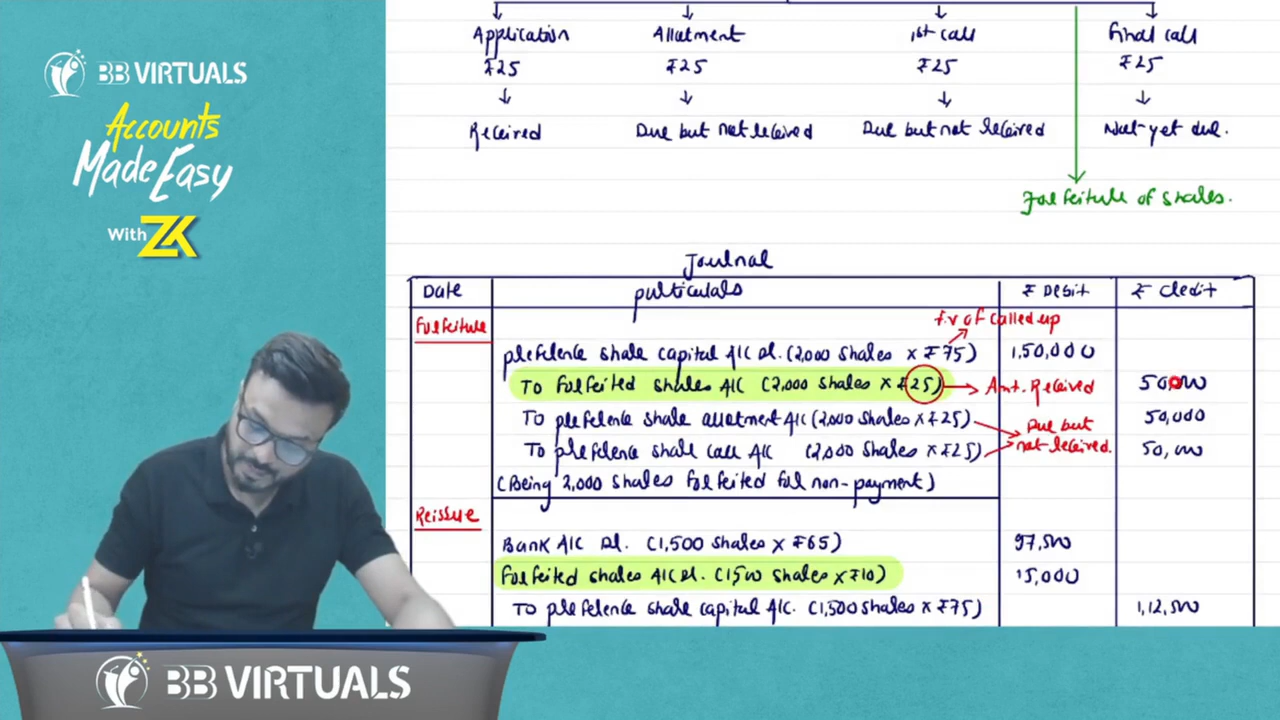 BB VIRTUALS
Accounts
Made Easy
With ZK
Application Allotment 1st call Final call
₹25 ₹25 ₹25 ₹25
Received Due but not received Due but not received Not yet due.
Forfeiture of shares.
Journal
Date Particulars ₹ Debit ₹ Credit
Forfeiture
F.V of called up
Preference share capital A/C Dr. (2,000 shares × ₹75) 1,50,000
To Forfeited shares A/C (2,000 shares × ₹25) Amt. Received 50,000
To preference share allotment A/C (2,000 shares × ₹25) Due but 50,000
To preference share call A/C (2,000 shares × ₹25) not received. 50,000
(Being 2,000 shares forfeited for non-payment)
Reissue
Bank A/C Dr. (1,500 shares × ₹65) 97,500
Forfeited shares A/C Dr. (1,500 shares × ₹10) 15,000
To preference share capital A/C. (1,500 shares × ₹75) 1,12,500
BB VIRTUALS